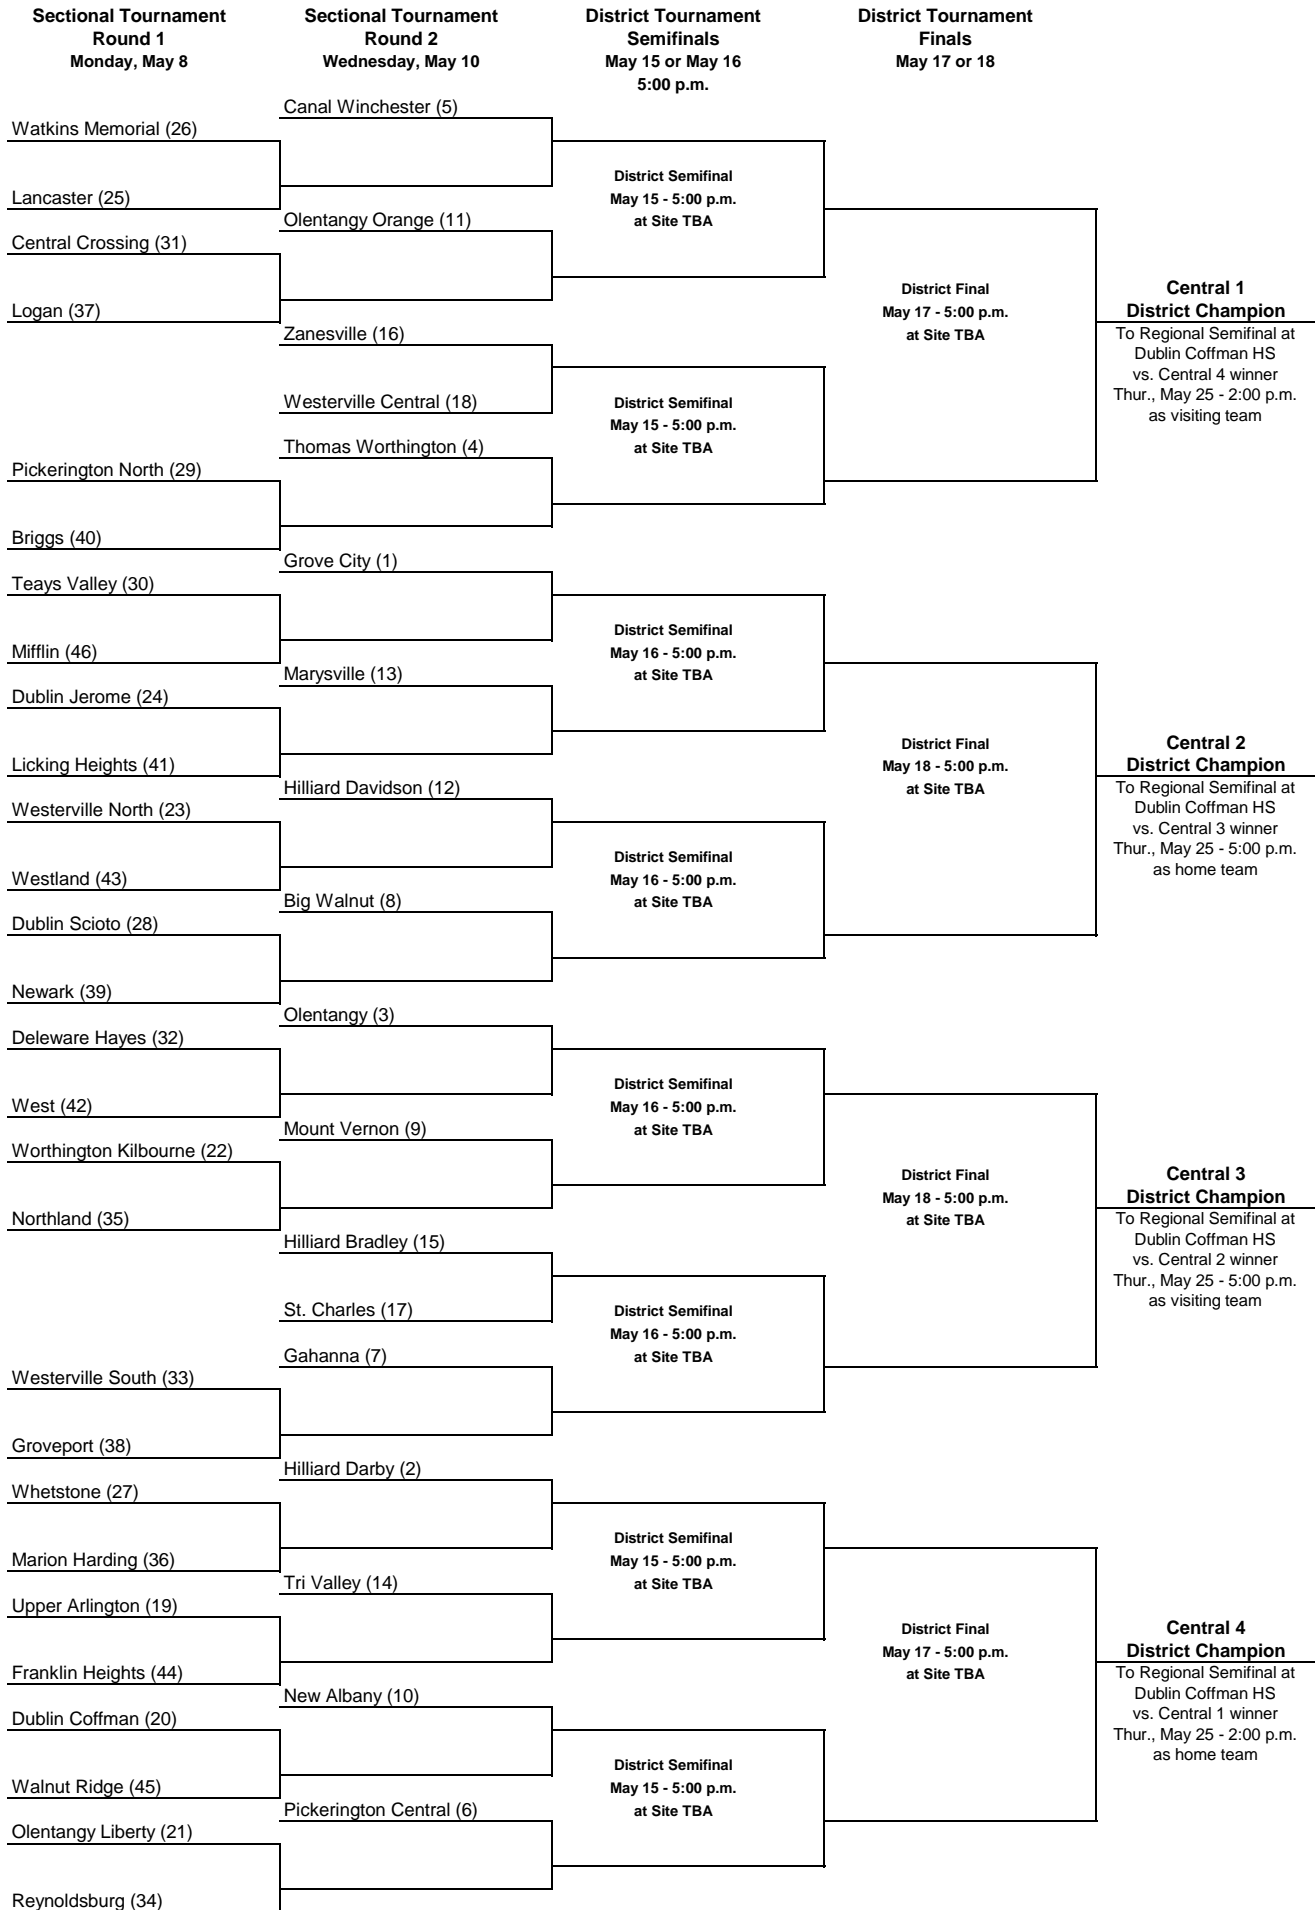 Sectional Tournament
Round 1
Monday, May 8
Sectional Tournament
Round 2
Wednesday, May 10
District Tournament
Semifinals
May 15 or May 16
5:00 p.m.
District Tournament
Finals
May 17 or 18
Canal Winchester (5)
Watkins Memorial (26)
Lancaster (25)
District Semifinal
May 15 - 5:00 p.m.
at Site TBA
Olentangy Orange (11)
Central Crossing (31)
Logan (37)
District Final
May 17 - 5:00 p.m.
at Site TBA
Central 1
District Champion
To Regional Semifinal at
Dublin Coffman HS
vs. Central 4 winner
Thur., May 25 - 2:00 p.m.
as visiting team
Zanesville (16)
Westerville Central (18)
District Semifinal
May 15 - 5:00 p.m.
at Site TBA
Thomas Worthington (4)
Pickerington North (29)
Briggs (40)
Grove City (1)
Teays Valley (30)
Mifflin (46)
District Semifinal
May 16 - 5:00 p.m.
at Site TBA
Marysville (13)
Dublin Jerome (24)
Licking Heights (41)
District Final
May 18 - 5:00 p.m.
at Site TBA
Central 2
District Champion
To Regional Semifinal at
Dublin Coffman HS
vs. Central 3 winner
Thur., May 25 - 5:00 p.m.
as home team
Hilliard Davidson (12)
Westerville North (23)
Westland (43)
District Semifinal
May 16 - 5:00 p.m.
at Site TBA
Big Walnut (8)
Dublin Scioto (28)
Newark (39)
Olentangy (3)
Deleware Hayes (32)
West (42)
District Semifinal
May 16 - 5:00 p.m.
at Site TBA
Mount Vernon (9)
Worthington Kilbourne (22)
Northland (35)
District Final
May 18 - 5:00 p.m.
at Site TBA
Central 3
District Champion
To Regional Semifinal at
Dublin Coffman HS
vs. Central 2 winner
Thur., May 25 - 5:00 p.m.
as visiting team
Hilliard Bradley (15)
St. Charles (17)
District Semifinal
May 16 - 5:00 p.m.
at Site TBA
Gahanna (7)
Westerville South (33)
Groveport (38)
Hilliard Darby (2)
Whetstone (27)
Marion Harding (36)
District Semifinal
May 15 - 5:00 p.m.
at Site TBA
Tri Valley (14)
Upper Arlington (19)
Franklin Heights (44)
District Final
May 17 - 5:00 p.m.
at Site TBA
Central 4
District Champion
To Regional Semifinal at
Dublin Coffman HS
vs. Central 1 winner
Thur., May 25 - 2:00 p.m.
as home team
New Albany (10)
Dublin Coffman (20)
Walnut Ridge (45)
District Semifinal
May 15 - 5:00 p.m.
at Site TBA
Pickerington Central (6)
Olentangy Liberty (21)
Reynoldsburg (34)